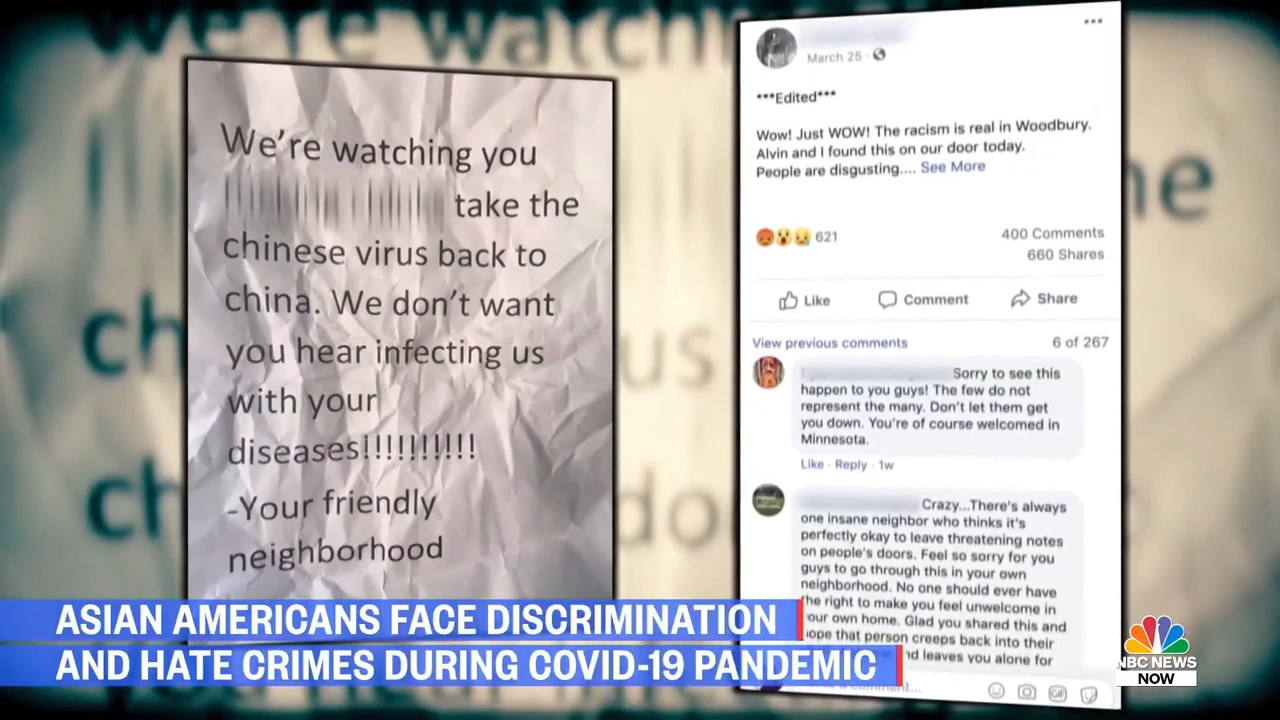 We're watching you
take the
chinese virus back to
china. We don't want
you hear infecting us
with your
diseases!!!!!!!!!!
-Your friendly
neighborhood
March 25
***Edited***
Wow! Just WOW! The racism is real in Woodbury.
Alvin and I found this on our door today.
People are disgusting.... See More
621
400 Comments
660 Shares
Like Comment Share
View previous comments 6 of 267
Sorry to see this
happen to you guys! The few do not
represent the many. Don't let them get
you down. You're of course welcomed in
Minnesota.
Like · Reply · 1w
Crazy...There's always
one insane neighbor who thinks it's
perfectly okay to leave threatening notes
on people's doors. Feel so sorry for you
guys to go through this in your own
neighborhood. No one should ever have
the right to make you feel unwelcome in
your own home. Glad you shared this and
that person creeps back into their
leaves you alone for
GIF
ASIAN AMERICANS FACE DISCRIMINATION
AND HATE CRIMES DURING COVID-19 PANDEMIC
NBC NEWS
NOW